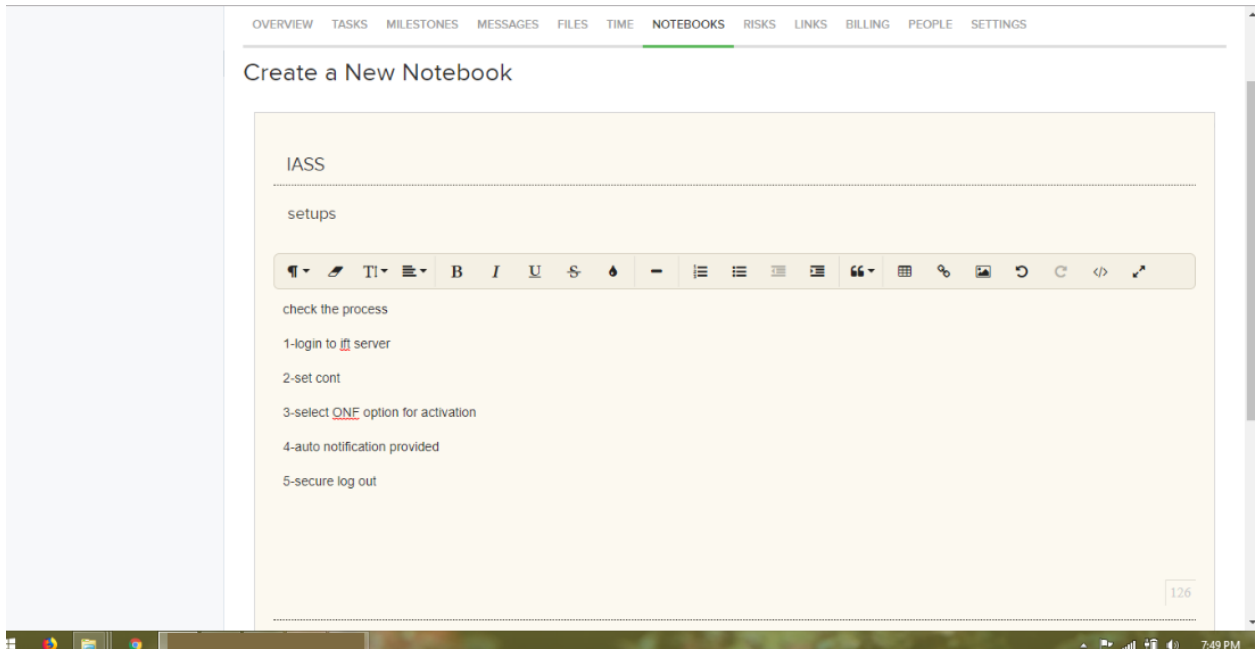 OVERVIEW TASKS MILESTONES MESSAGES FILES TIME NOTEBOOKS RISKS LINKS BILLING PEOPLE SETTINGS
Create a New Notebook
IASS
setups
check the process
1-login to ift server
2-set cont
3-select ONF option for activation
4-auto notification provided
5-secure log out
126
7:49 PM